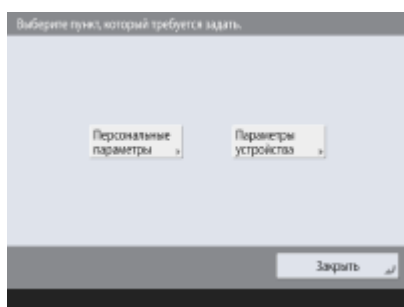 Выберите пункт, который требуется задать.
Персональные
параметры
Параметры
устройства
Закрыть